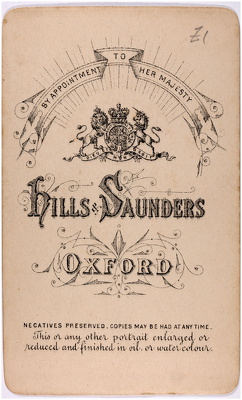 Z1
BY APPOINTMENT TO HER MAJESTY
HILLS & SAUNDERS
OXFORD
NEGATIVES PRESERVED. COPIES MAY BE HAD AT ANY TIME.
This or any other portrait enlarged or
reduced and finished in oil, or water colour.